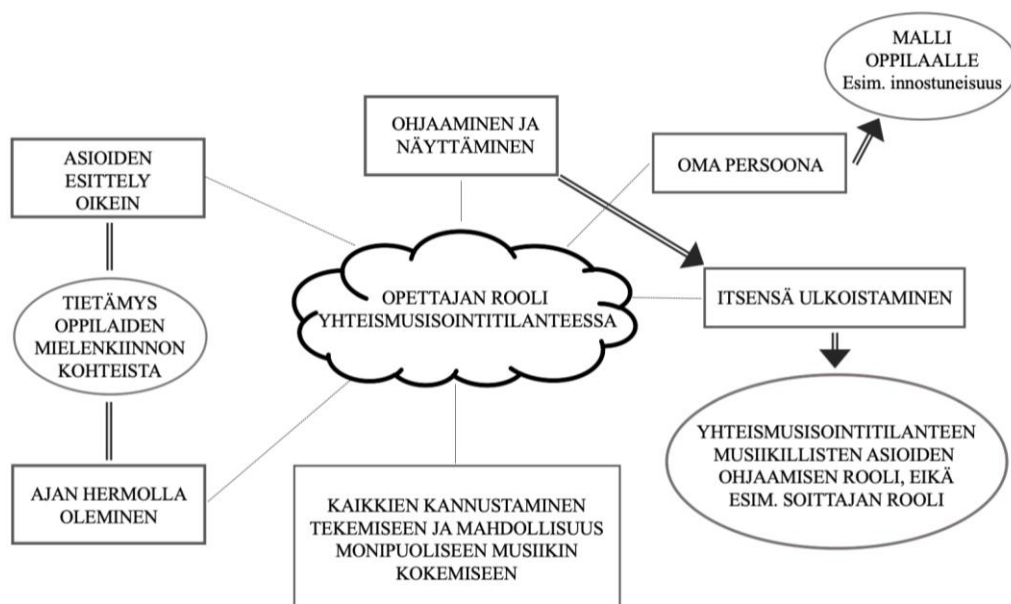 MALLI
OPPILAALLE
Esim. innostuneisuus
OHJAAMINEN JA
NÄYTTÄMINEN
OMA PERSOONA
ASIOIDEN
ESITTELY
OIKEIN
TIETÄMYS
OPPILAIDEN
MIELENKIINNON
KOHTEISTA
OPETTAJAN ROOLI
YHTEISMUSISOINTITILANTEESSA
ITSENSÄ ULKOISTAMINEN
YHTEISMUSISOINTITILANTEEN
MUSIIKILLISTEN ASIOIDEN
OHJAAMISEN ROOLI, EIKÄ
ESIM. SOITTAJAN ROOLI
AJAN HERMOLLA
OLEMINEN
KAIKKIEN KANNUSTAMINEN
TEKEMISEEN JA MAHDOLLISUUS
MONIPUOLISEEN MUSIIKIN
KOKEMISEEN